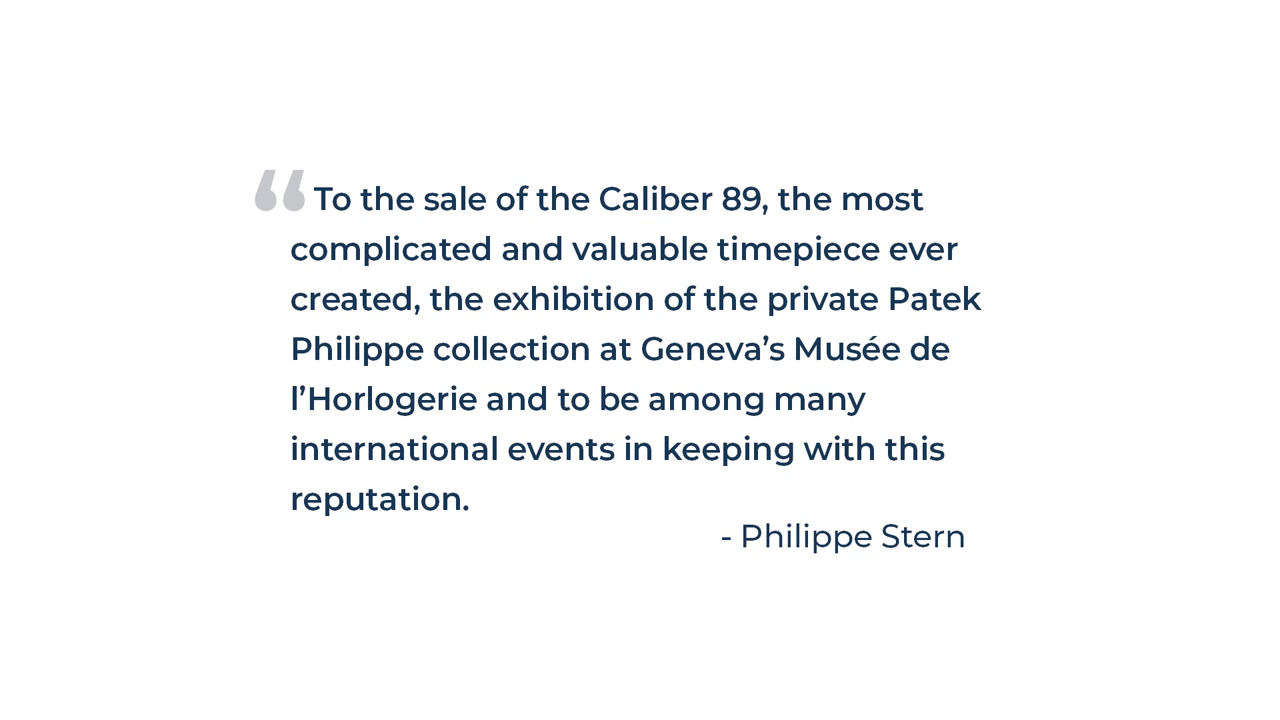 “To the sale of the Caliber 89, the most
complicated and valuable timepiece ever
created, the exhibition of the private Patek
Philippe collection at Geneva’s Musée de
l’Horlogerie and to be among many
international events in keeping with this
reputation.
- Philippe Stern